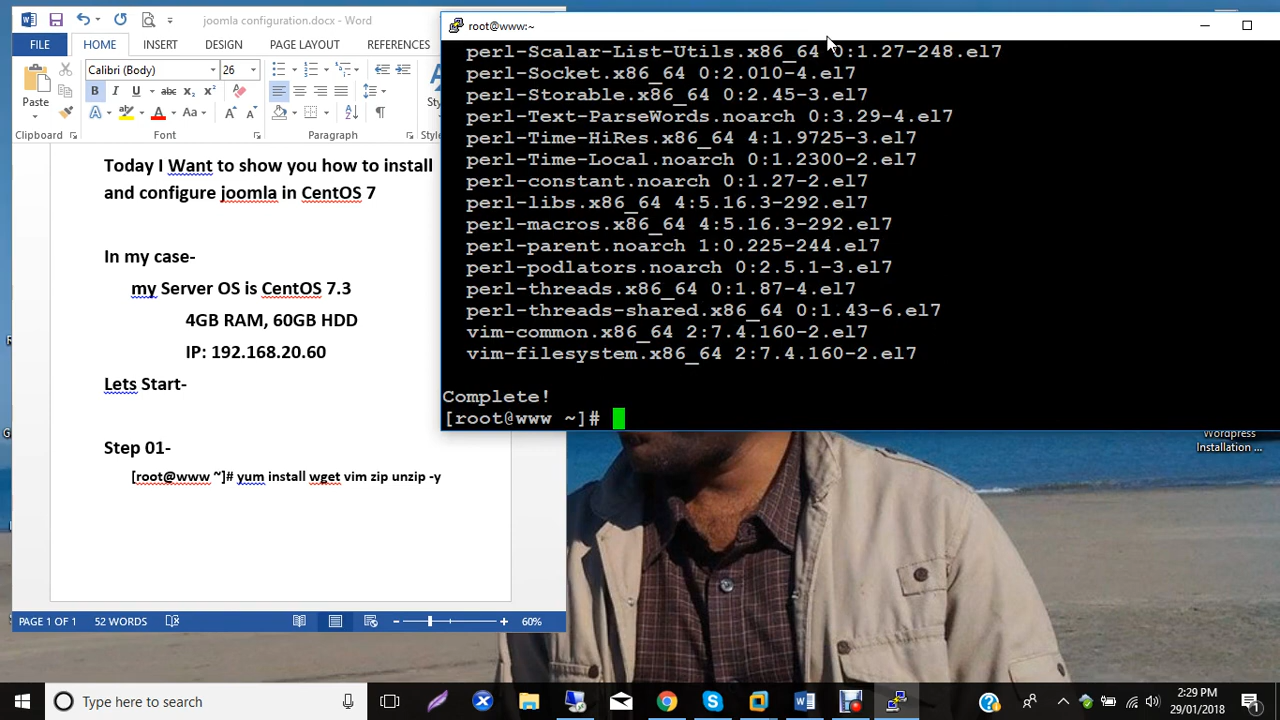 joomla configuration.docx - Word
FILE
HOME
INSERT
DESIGN
PAGE LAYOUT
REFERENCES
Calibri (Body)
26
Paste
B I U abc X₂ X²
A A Aa A A
Sty
Clipboard
Font
Paragraph
Today I Want to show you how to install
and configure joomla in CentOS 7
In my case-
my Server OS is CentOS 7.3
4GB RAM, 60GB HDD
IP: 192.168.20.60
Lets Start-
Step 01-
[root@www ~]# yum install wget vim zip unzip -y
PAGE 1 OF 1
52 WORDS
60%
root@www:~
perl-Scalar-List-Utils.x86_64 0:1.27-248.el7
perl-Socket.x86_64 0:2.010-4.el7
perl-Storable.x86_64 0:2.45-3.el7
perl-Text-ParseWords.noarch 0:3.29-4.el7
perl-Time-HiRes.x86_64 4:1.9725-3.el7
perl-Time-Local.noarch 0:1.2300-2.el7
perl-constant.noarch 0:1.27-2.el7
perl-libs.x86_64 4:5.16.3-292.el7
perl-macros.x86_64 4:5.16.3-292.el7
perl-parent.noarch 1:0.225-244.el7
perl-podlators.noarch 0:2.5.1-3.el7
perl-threads.x86_64 0:1.87-4.el7
perl-threads-shared.x86_64 0:1.43-6.el7
vim-common.x86_64 2:7.4.160-2.el7
vim-filesystem.x86_64 2:7.4.160-2.el7
Complete!
[root@www ~]#
Wordpress
Installation ...
Type here to search
2:29 PM
29/01/2018